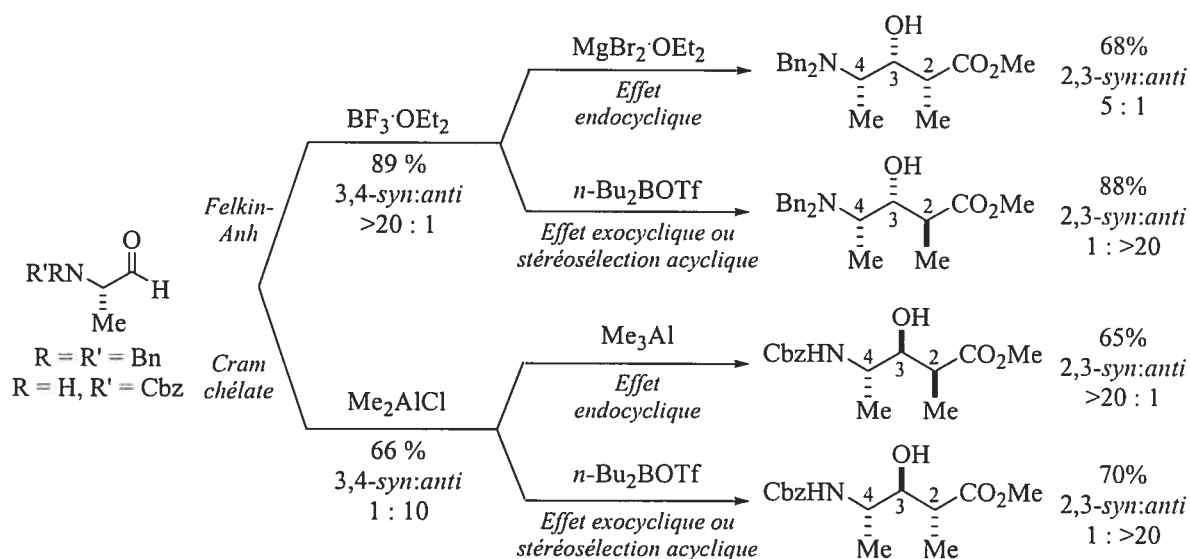 R'RN
O
H
Me
R = R' = Bn
R = H, R' = Cbz
Felkin-
Anh
Cram
chélate
BF₃·OEt₂
89 %
3,4-syn:anti
>20 : 1
Me₂AlCl
66 %
3,4-syn:anti
1 : 10
MgBr₂·OEt₂
Effet
endocyclique
n-Bu₂BOTf
Effet exocyclique ou
stéréosélection acyclique
Me₃Al
Effet
endocyclique
n-Bu₂BOTf
Effet exocyclique ou
stéréosélection acyclique
OH
Bn₂N 4 3 2 CO₂Me
Me Me
68%
2,3-syn:anti
5 : 1
OH
Bn₂N 4 3 2 CO₂Me
Me Me
88%
2,3-syn:anti
1 : >20
OH
CbzHN 4 3 2 CO₂Me
Me Me
65%
2,3-syn:anti
>20 : 1
OH
CbzHN 4 3 2 CO₂Me
Me Me
70%
2,3-syn:anti
1 : >20